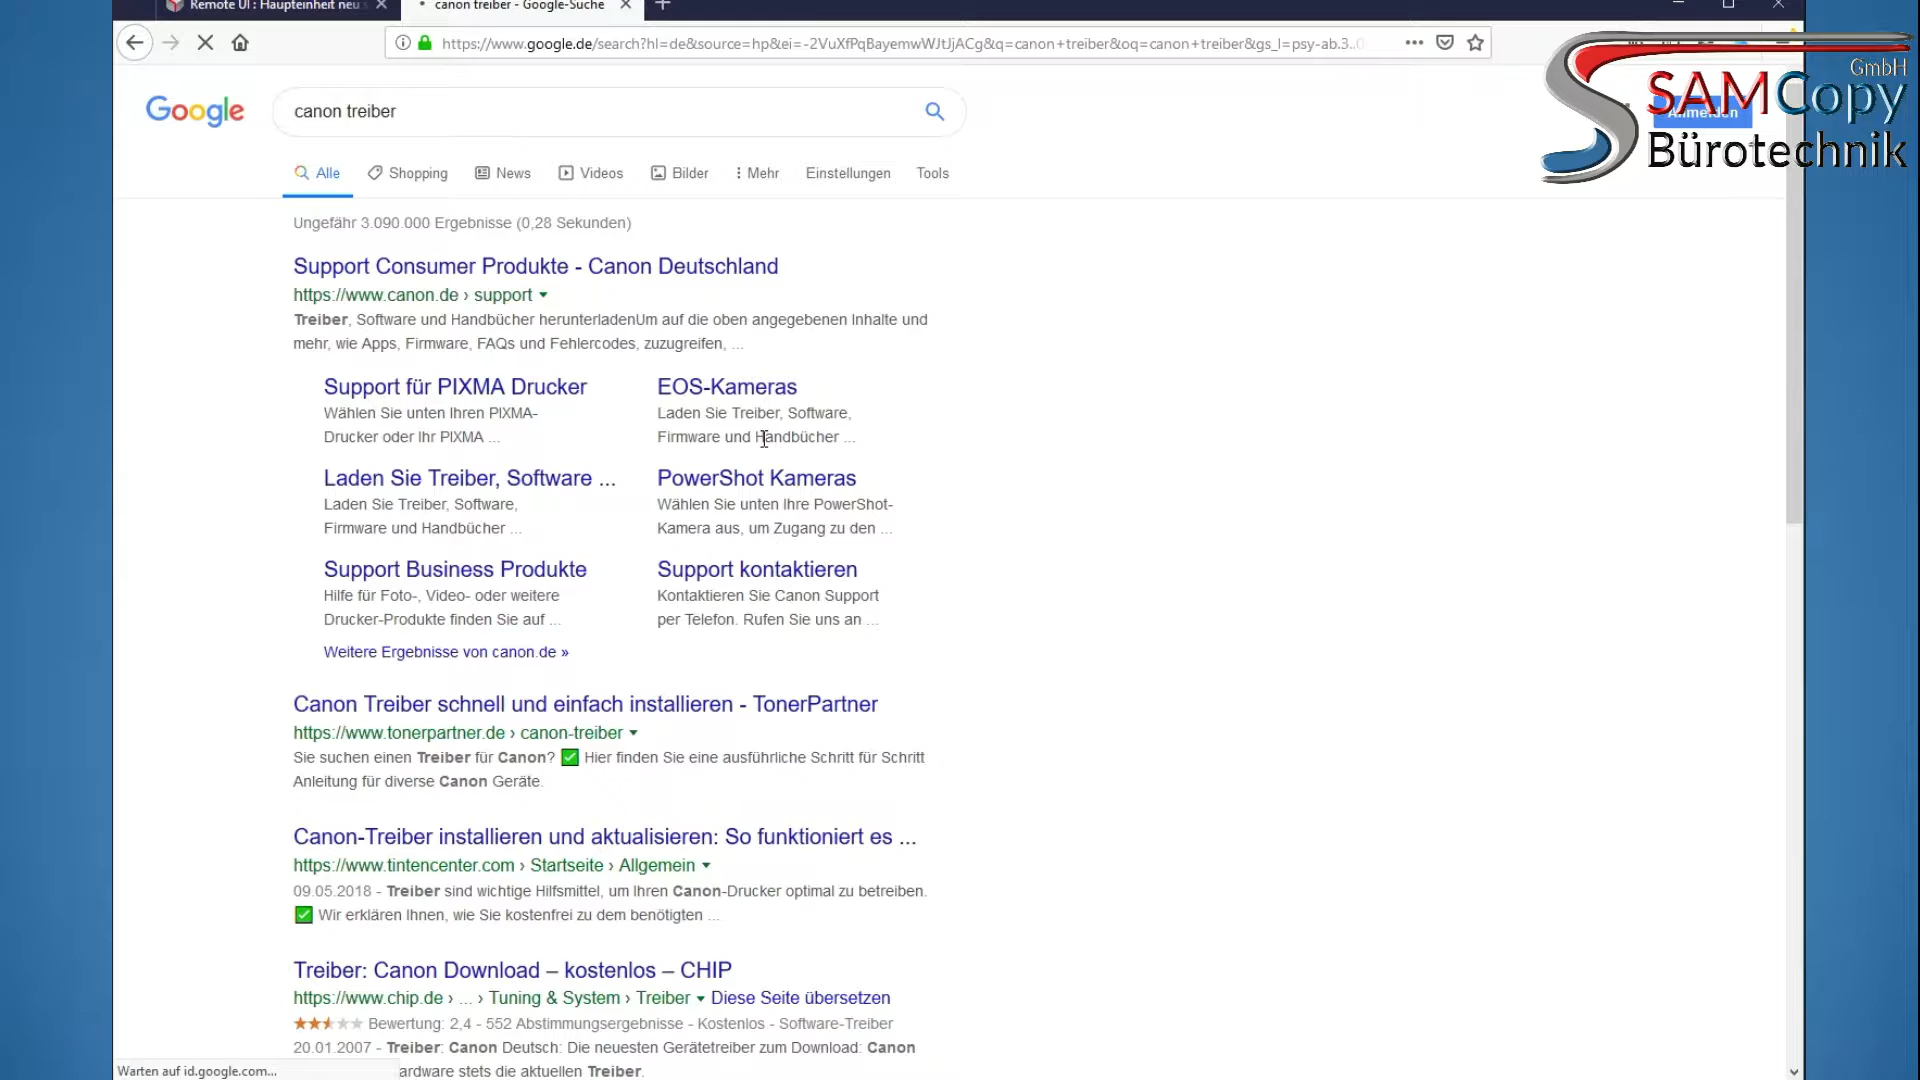 Remote UI : Haupteinheit neu s
canon treiber - Google-Suche
https://www.google.de/search?hl=de&source=hp&ei=-2VuXfPqBayemwWJtJjACg&q=canon+treiber&oq=canon+treiber&gs_l=psy-ab.3..0
GmbH
SAMCopy
Bürotechnik
Anmelden
Google
canon treiber
Alle
Shopping
News
Videos
Bilder
Mehr
Einstellungen
Tools
Ungefähr 3.090.000 Ergebnisse (0,28 Sekunden)
Support Consumer Produkte - Canon Deutschland
https://www.canon.de › support
Treiber, Software und Handbücher herunterladenUm auf die oben angegebenen Inhalte und
mehr, wie Apps, Firmware, FAQs und Fehlercodes, zuzugreifen, ...
Support für PIXMA Drucker
Wählen Sie unten Ihren PIXMA-
Drucker oder Ihr PIXMA ...
EOS-Kameras
Laden Sie Treiber, Software,
Firmware und Handbücher ...
Laden Sie Treiber, Software ...
Laden Sie Treiber, Software,
Firmware und Handbücher ...
PowerShot Kameras
Wählen Sie unten Ihre PowerShot-
Kamera aus, um Zugang zu den ...
Support Business Produkte
Hilfe für Foto-, Video- oder weitere
Drucker-Produkte finden Sie auf ...
Support kontaktieren
Kontaktieren Sie Canon Support
per Telefon. Rufen Sie uns an ...
Weitere Ergebnisse von canon.de »
Canon Treiber schnell und einfach installieren - TonerPartner
https://www.tonerpartner.de › canon-treiber
Sie suchen einen Treiber für Canon? ✅ Hier finden Sie eine ausführliche Schritt für Schritt
Anleitung für diverse Canon Geräte.
Canon-Treiber installieren und aktualisieren: So funktioniert es ...
https://www.tintencenter.com › Startseite › Allgemein
09.05.2018 - Treiber sind wichtige Hilfsmittel, um Ihren Canon-Drucker optimal zu betreiben.
✅ Wir erklären Ihnen, wie Sie kostenfrei zu dem benötigten ...
Treiber: Canon Download – kostenlos – CHIP
https://www.chip.de › ... › Tuning & System › Treiber Diese Seite übersetzen
Bewertung: 2,4 - 552 Abstimmungsergebnisse - Kostenlos - Software-Treiber
20.01.2007 - Treiber: Canon Deutsch: Die neuesten Gerätetreiber zum Download: Canon
ardware stets die aktuellen Treiber.
Warten auf id.google.com...